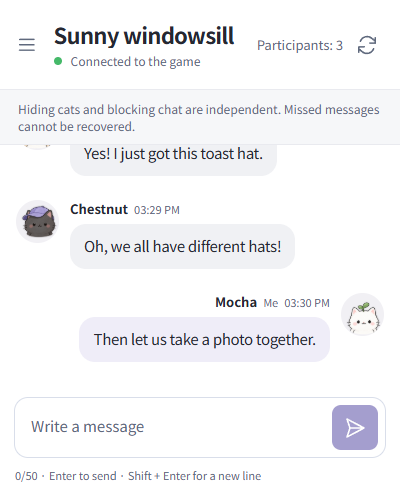 Sunny windowsill
Participants: 3
Connected to the game
Hiding cats and blocking chat are independent. Missed messages
cannot be recovered.
Yes! I just got this toast hat.
Chestnut 03:29 PM
Oh, we all have different hats!
Mocha Me 03:30 PM
Then let us take a photo together.
Write a message
0/50 · Enter to send · Shift + Enter for a new line